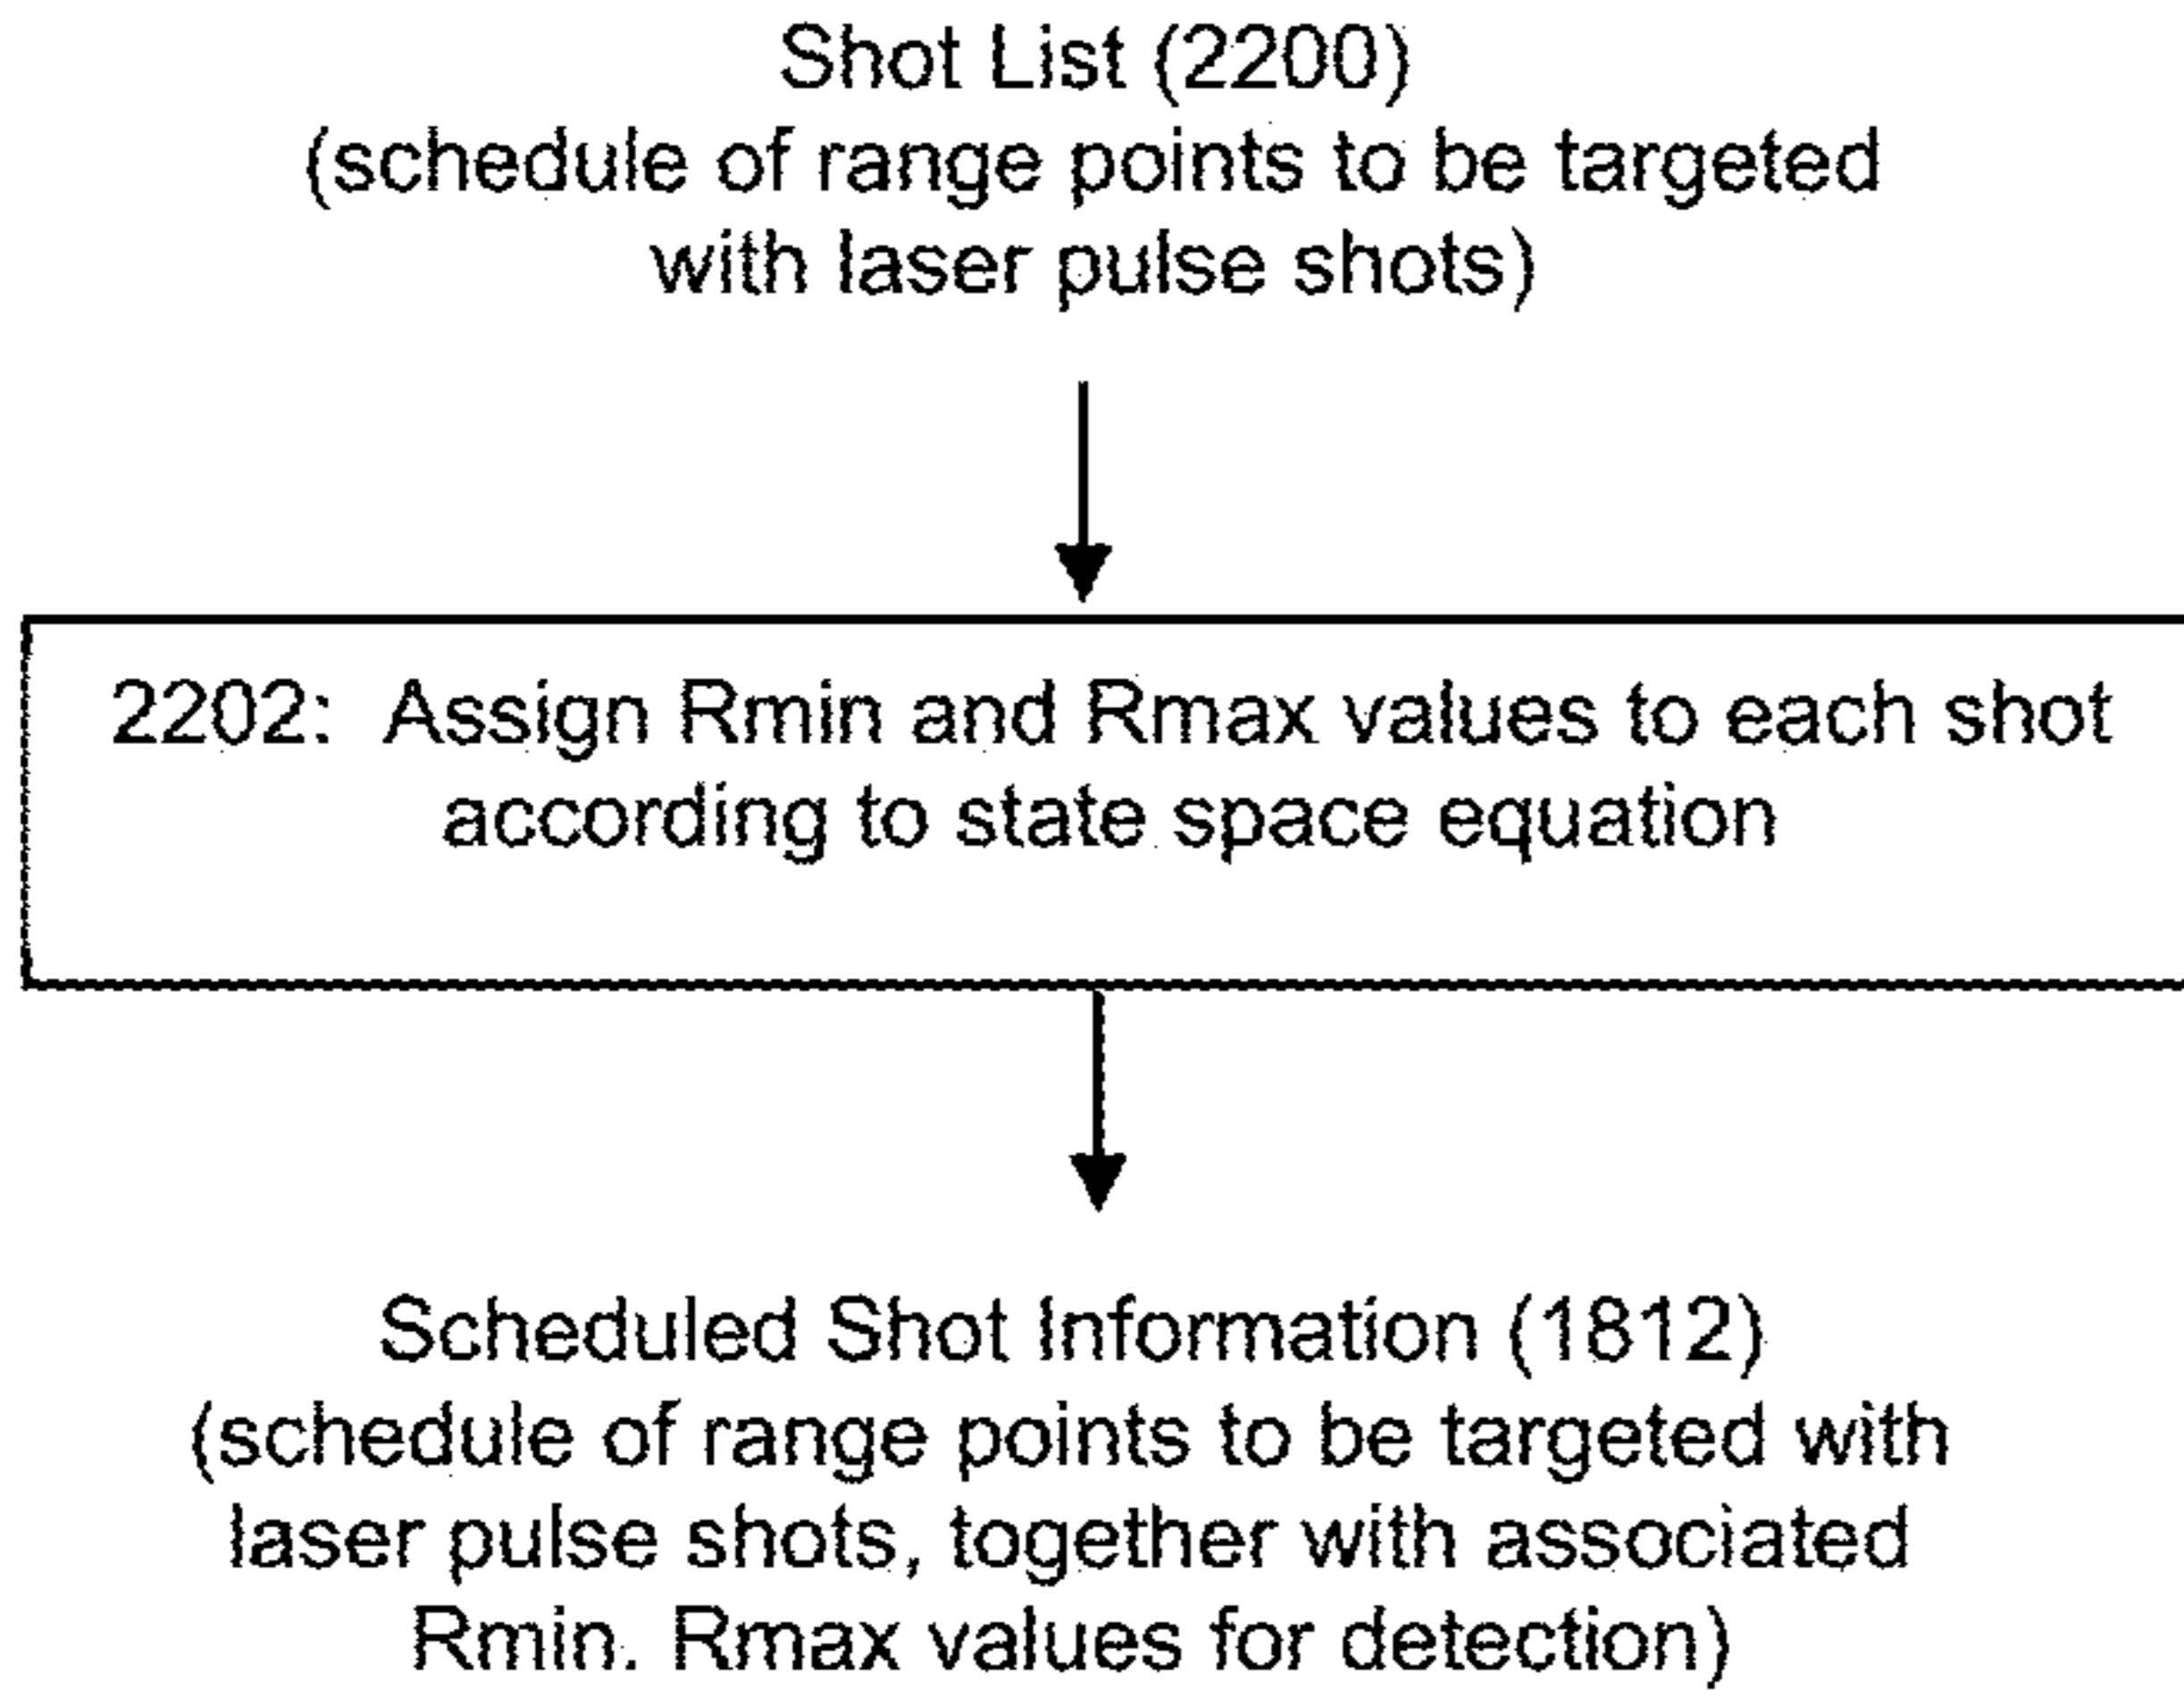 Shot List (2200)
(schedule of range points to be targeted
with laser pulse shots)
2202: Assign Rmin and Rmax values to each shot
according to state space equation
Scheduled Shot Information (1812)
(schedule of range points to be targeted with
laser pulse shots, together with associated
Rmin. Rmax values for detection)